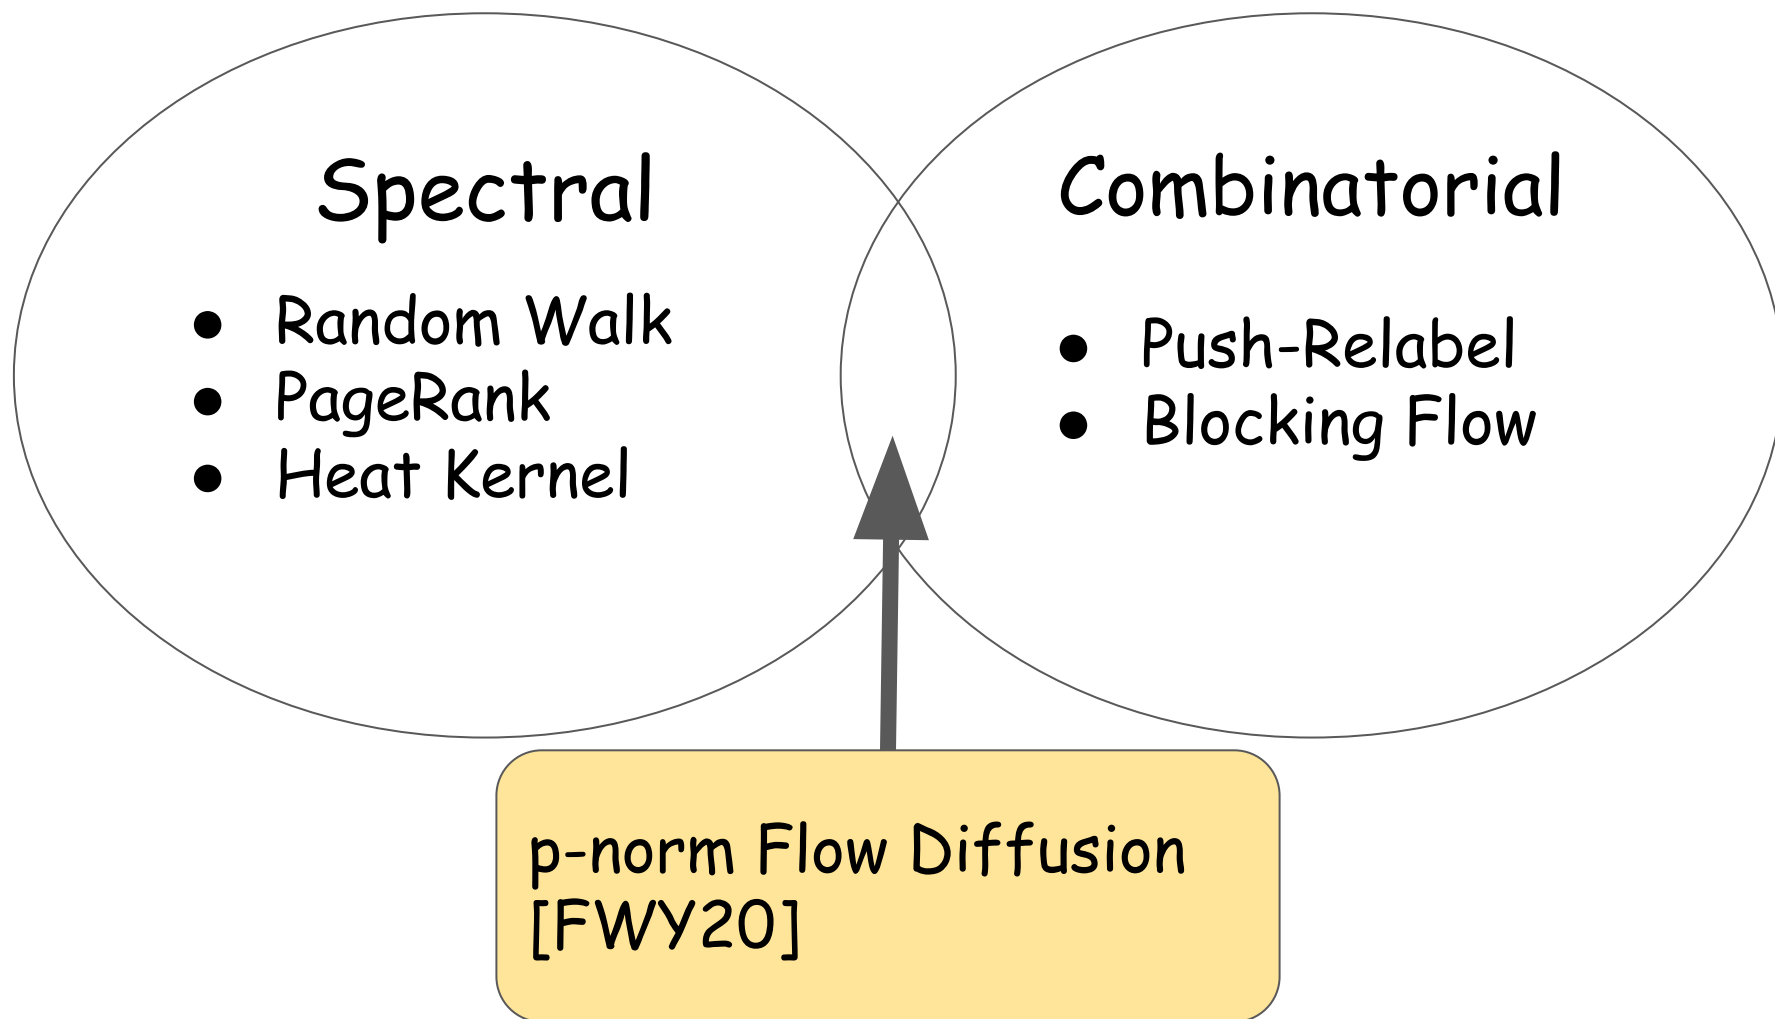 Spectral
● Random Walk
● PageRank
● Heat Kernel
Combinatorial
● Push-Relabel
● Blocking Flow
p-norm Flow Diffusion
[FWY20]